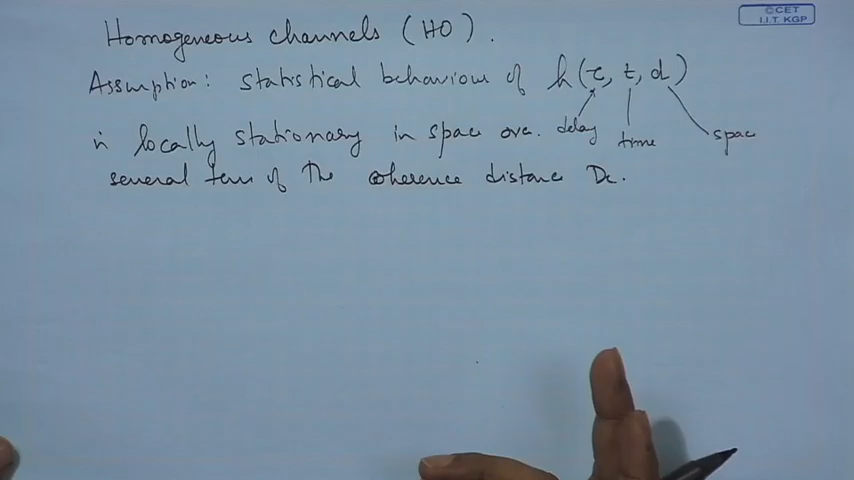 © CET
I.I.T. KGP
Homogeneous channels (HO).
Assumption: statistical behaviour of h(τ, t, d)
is locally stationary in space over delay time space
several tens of the coherence distance Dc.